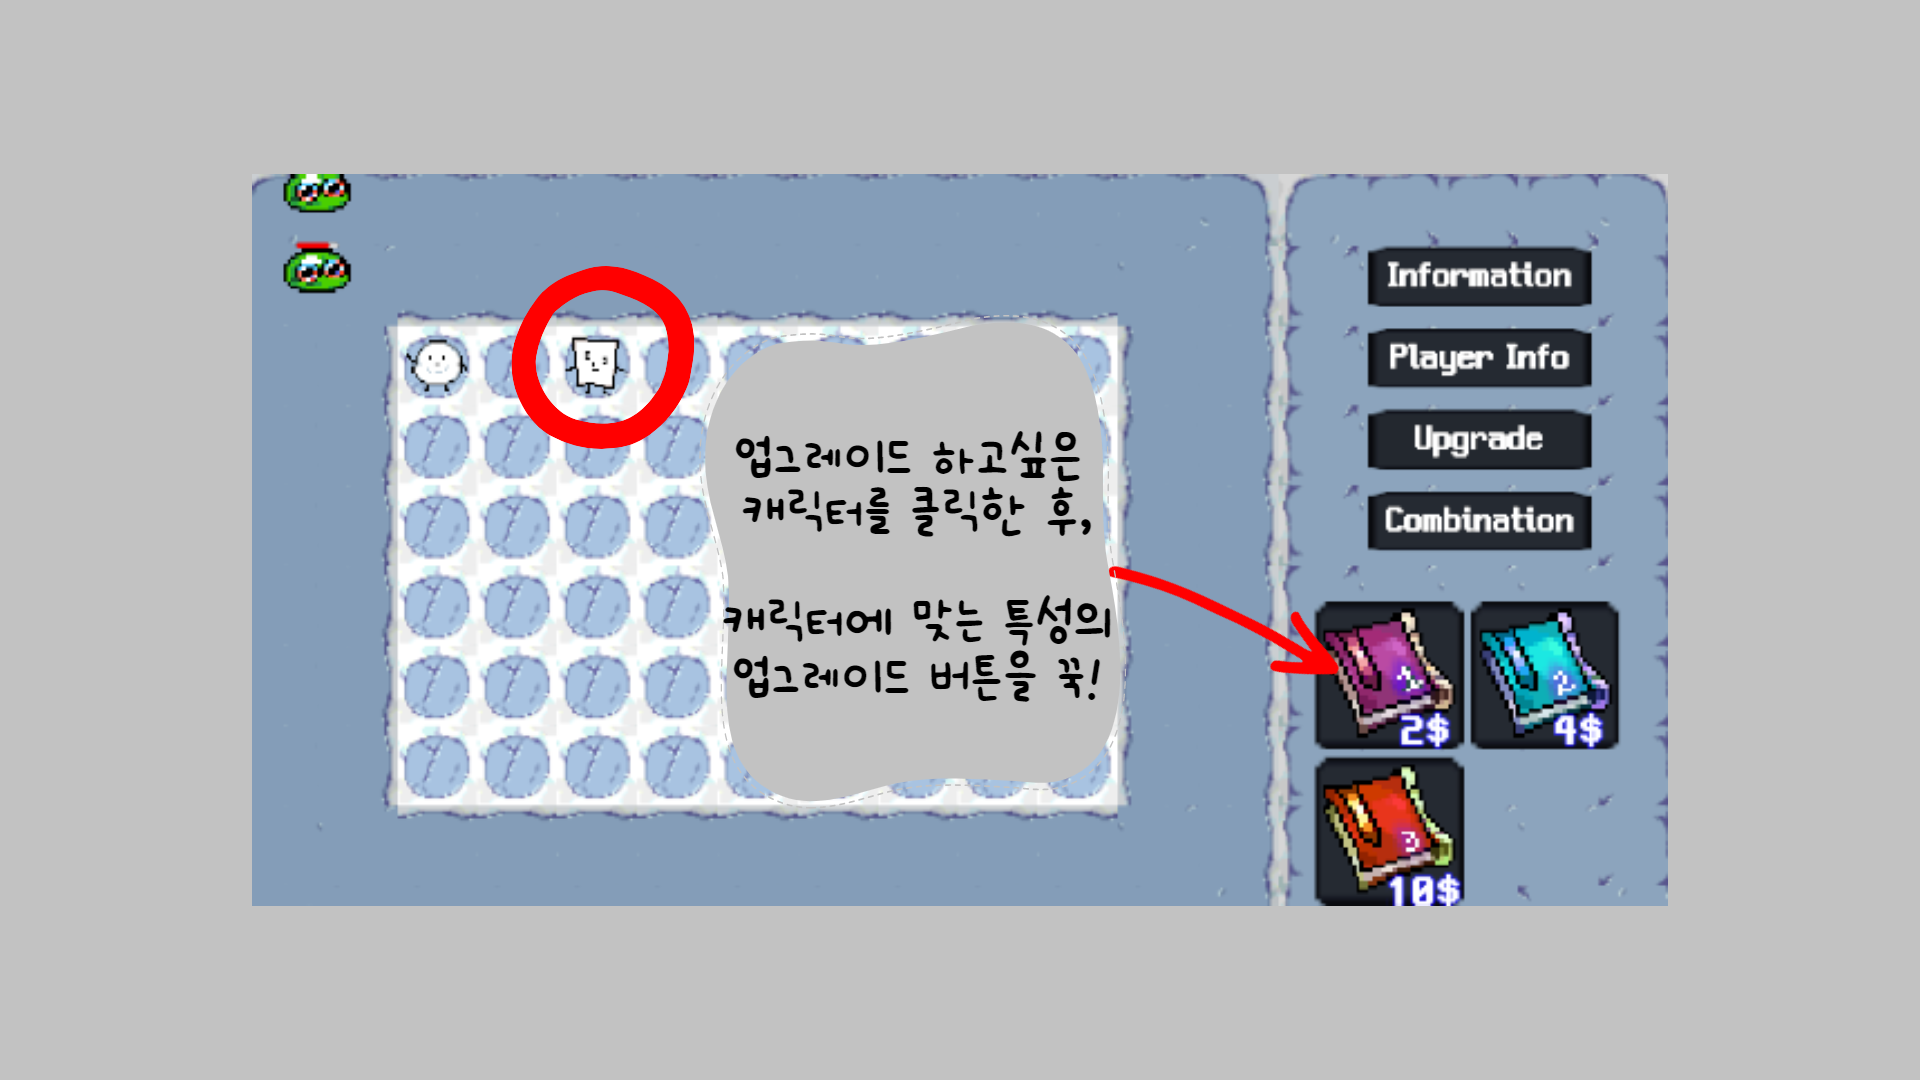 Information
Player Info
Upgrade
Combination
업그레이드 하고싶은
캐릭터를 클릭한 후,
캐릭터에 맞는 특성의
업그레이드 버튼을 꾹!
1
2$
2
4$
3
10$